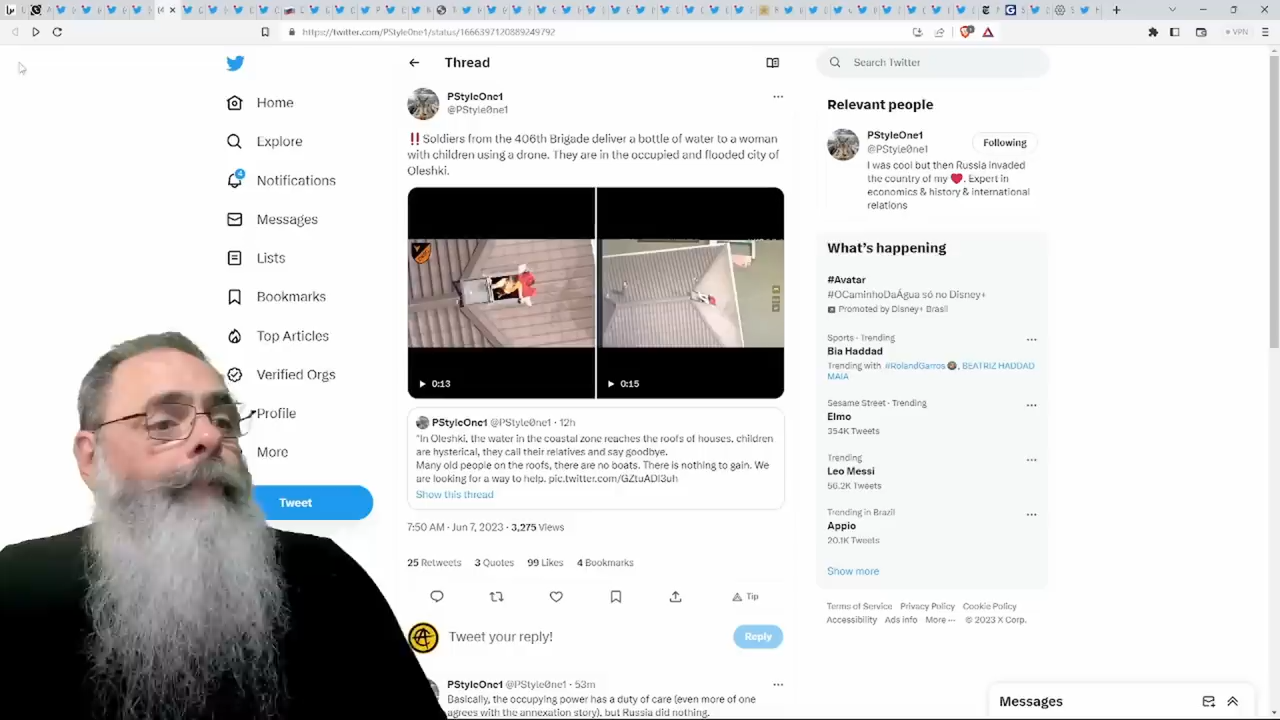 https://twitter.com/PStyle0ne1/status/1666397120889249792
VPN
Home
Explore
4
Notifications
Messages
Lists
Bookmarks
Top Articles
Verified Orgs
Profile
More
Tweet
Thread
PStyleOne1
@PStyle0ne1
‼️Soldiers from the 406th Brigade deliver a bottle of water to a woman
with children using a drone. They are in the occupied and flooded city of
Oleshki.
0:13
0:15
PStyleOne1 @PStyle0ne1 · 12h
"In Oleshki, the water in the coastal zone reaches the roofs of houses, children
are hysterical, they call their relatives and say goodbye.
Many old people on the roofs, there are no boats. There is nothing to gain. We
are looking for a way to help. pic.twitter.com/GZtuADl3uh
Show this thread
7:50 AM · Jun 7, 2023 · 3,275 Views
25 Retweets 3 Quotes 99 Likes 4 Bookmarks
Tip
Tweet your reply!
Reply
PStyleOne1 @PStyle0ne1 · 53m
Basically, the occupying power has a duty of care (even more of one
agrees with the annexation story), but Russia did nothing.
Search Twitter
Relevant people
PStyleOne1
@PStyle0ne1
Following
I was cool but then Russia invaded
the country of my ❤️. Expert in
economics & history & international
relations
What's happening
#Avatar
#OCaminhoDaÁgua só no Disney+
Promoted by Disney+ Brasil
Sports · Trending
Bia Haddad
Trending with #RolandGarros, BEATRIZ HADDAD
MAIA
Sesame Street · Trending
Elmo
354K Tweets
Trending
Leo Messi
56.2K Tweets
Trending in Brazil
Appio
20.1K Tweets
Show more
Terms of Service Privacy Policy Cookie Policy
Accessibility Ads info More ··· © 2023 X Corp.
Messages